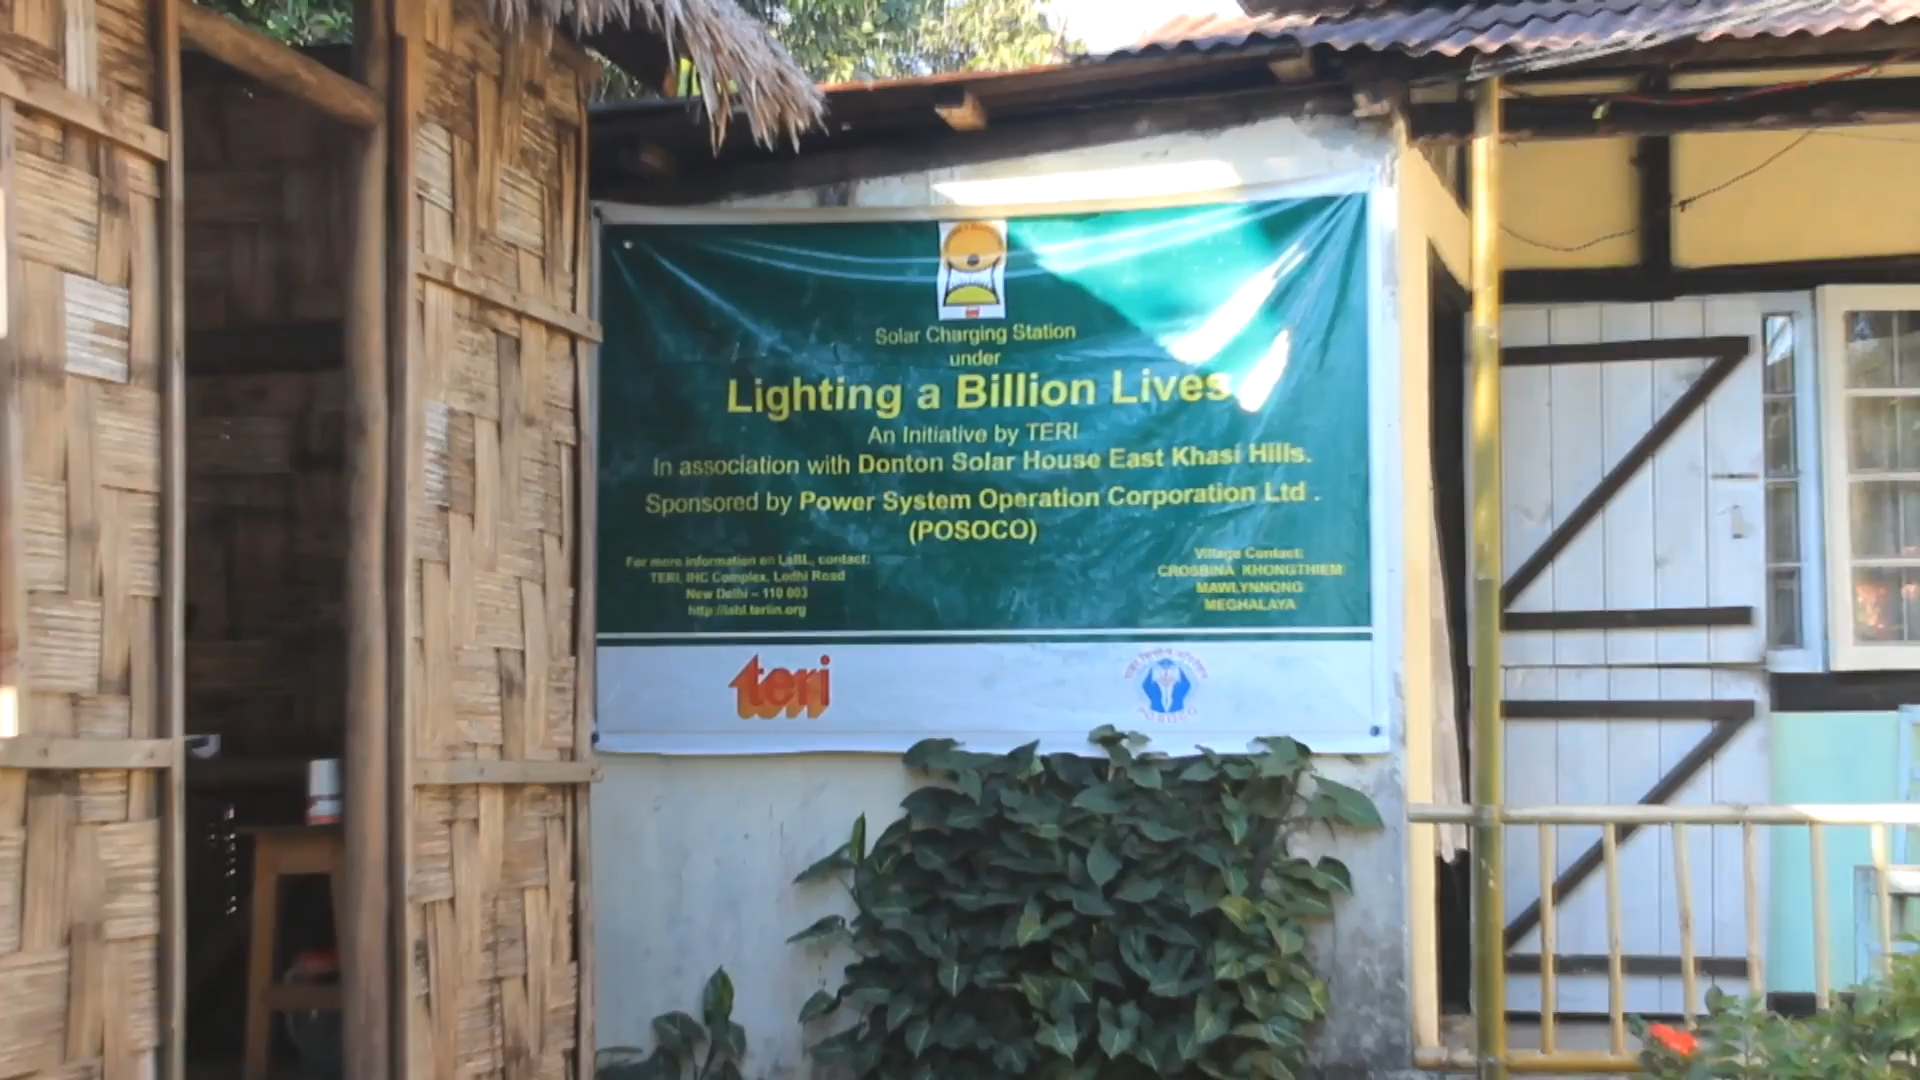 Solar Charging Station
under
Lighting a Billion Lives
An Initiative by TERI
In association with Donton Solar House East Khasi Hills.
Sponsored by Power System Operation Corporation Ltd .
(POSOCO)
For more information on LaBL, contact:
TERI, IHC Complex, Lodhi Road
New Delhi – 110 003
http://labl.teriin.org
Village Contact:
CROSBINA KHONGTHIEM
MAWLYNNONG
MEGHALAYA
teri
POSOCO